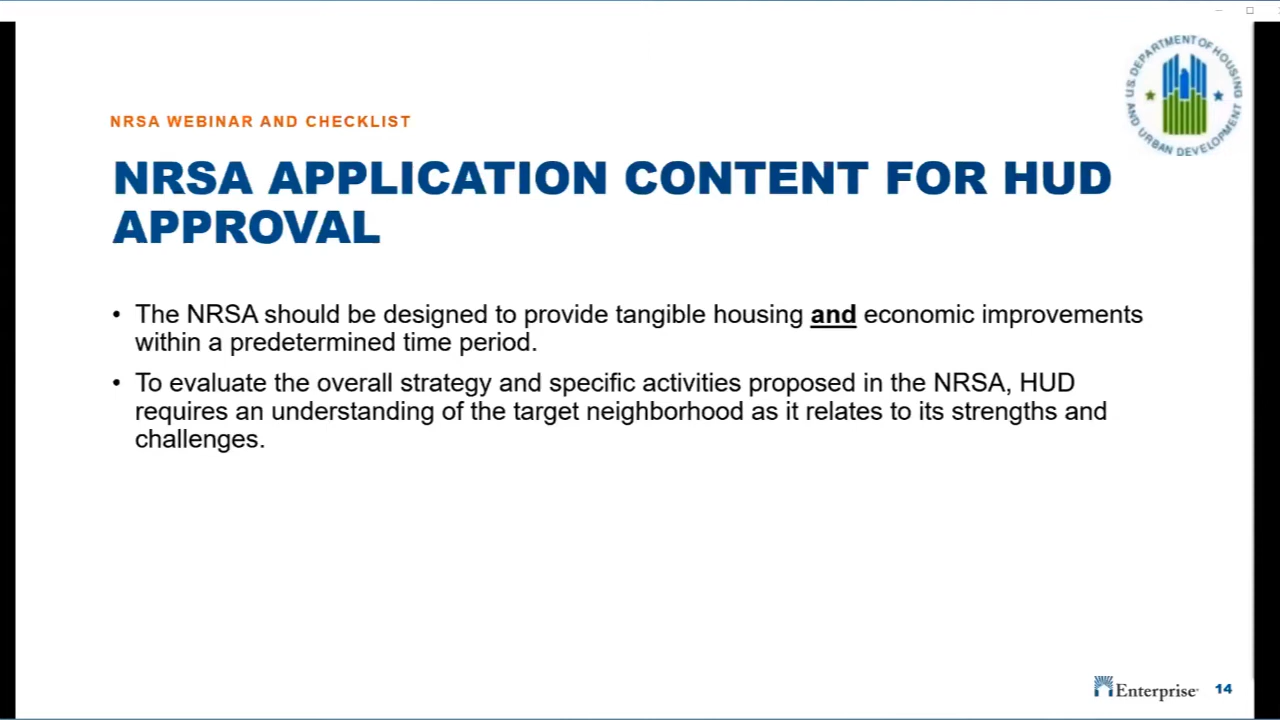 U.S. DEPARTMENT OF HOUSING
AND URBAN DEVELOPMENT
NRSA WEBINAR AND CHECKLIST
NRSA APPLICATION CONTENT FOR HUD
APPROVAL
• The NRSA should be designed to provide tangible housing and economic improvements
within a predetermined time period.
• To evaluate the overall strategy and specific activities proposed in the NRSA, HUD
requires an understanding of the target neighborhood as it relates to its strengths and
challenges.
Enterprise 14